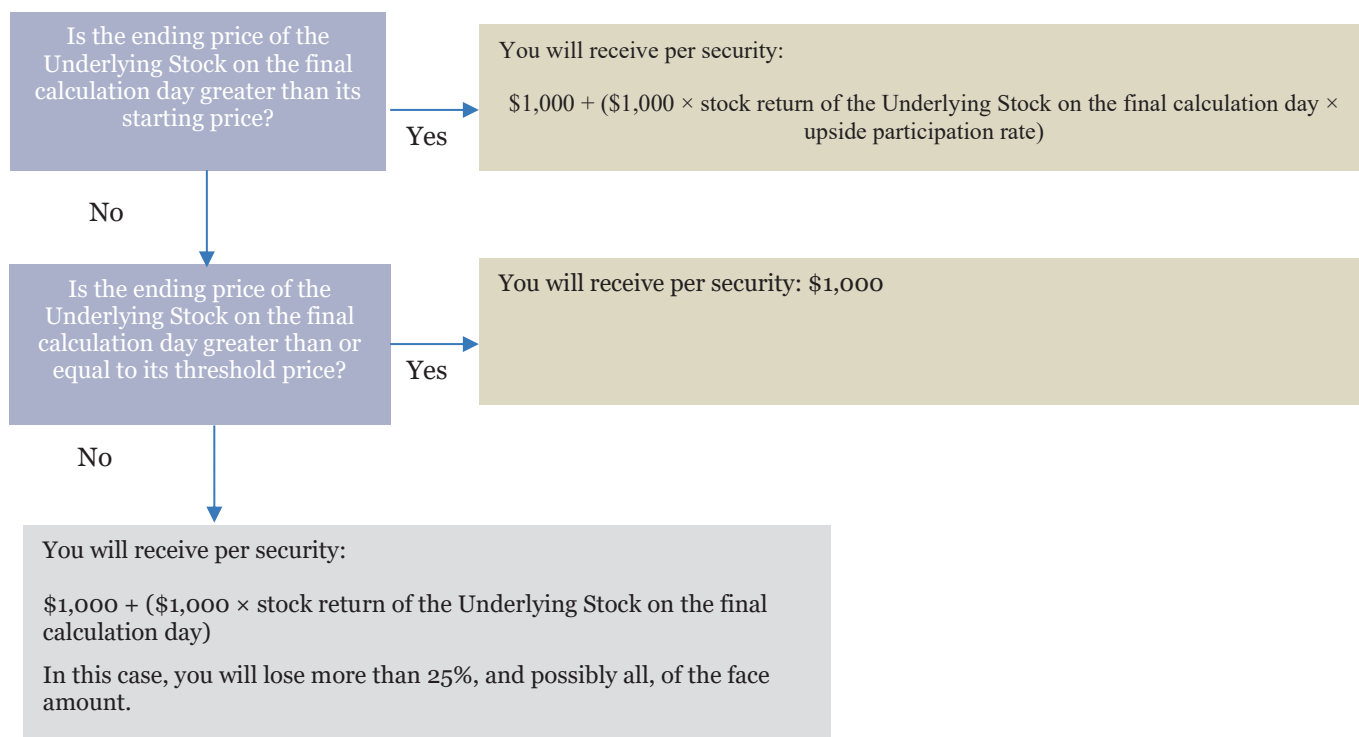 Is the ending price of the
Underlying Stock on the final
calculation day greater than its
starting price?
Yes
You will receive per security:
$1,000 + ($1,000 × stock return of the Underlying Stock on the final calculation day ×
upside participation rate)
No
Is the ending price of the
Underlying Stock on the final
calculation day greater than or
equal to its threshold price?
Yes
You will receive per security: $1,000
No
You will receive per security:
$1,000 + ($1,000 × stock return of the Underlying Stock on the final
calculation day)
In this case, you will lose more than 25%, and possibly all, of the face
amount.